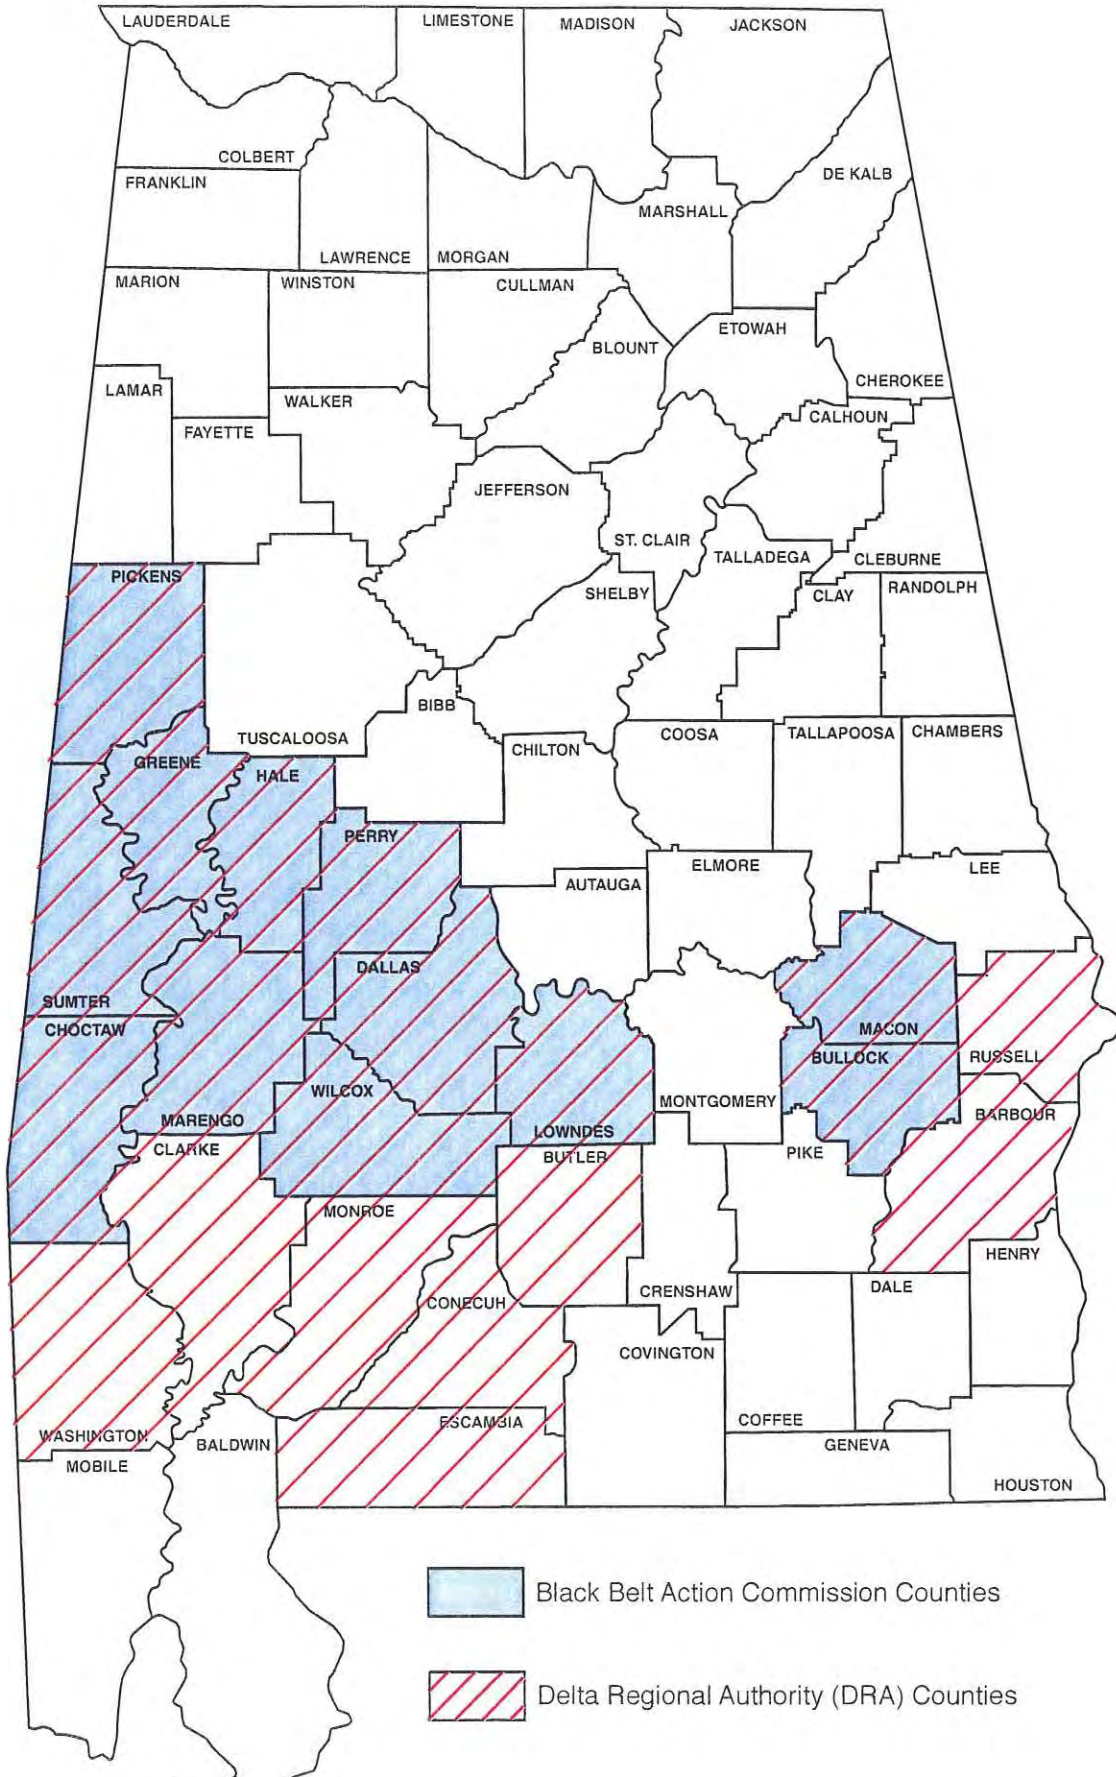 LAUDERDALE
LIMESTONE
MADISON
JACKSON
COLBERT
FRANKLIN
DE KALB
MARSHALL
LAWRENCE
MORGAN
MARION
WINSTON
CULLMAN
ETOWAH
BLOUNT
CHEROKEE
LAMAR
WALKER
CALHOUN
FAYETTE
JEFFERSON
ST. CLAIR
TALLADEGA
CLEBURNE
PICKENS
SHELBY
CLAY
RANDOLPH
BIBB
TUSCALOOSA
CHILTON
COOSA
TALLAPOOSA
CHAMBERS
GREENE
HALE
PERRY
ELMORE
LEE
AUTAUGA
DALLAS
SUMTER
CHOCTAW
MACON
BULLOCK
RUSSELL
WILCOX
MONTGOMERY
MARENGO
LOWNDES
BARBOUR
CLARKE
BUTLER
PIKE
MONROE
HENRY
CONECUH
CRENSHAW
DALE
COVINGTON
COFFEE
ESCAMBIA
WASHINGTON
BALDWIN
GENEVA
MOBILE
HOUSTON
Black Belt Action Commission Counties
Delta Regional Authority (DRA) Counties